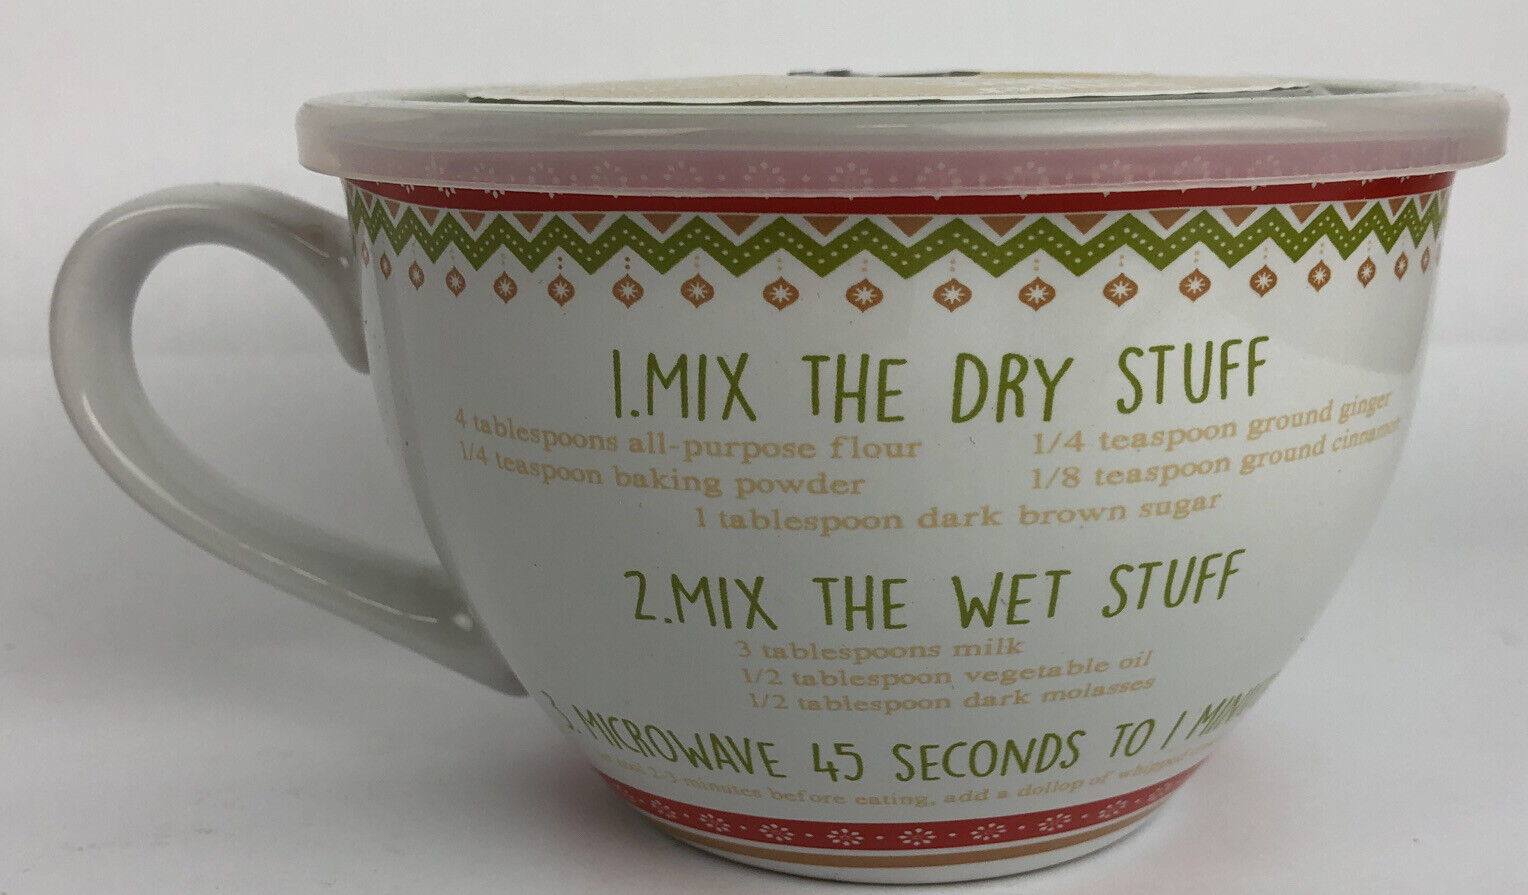 1.MIX THE DRY STUFF
4 tablespoons all-purpose flour
1/4 teaspoon baking powder
1/4 teaspoon ground ginger
1/8 teaspoon ground cinnamon
1 tablespoon dark brown sugar
2.MIX THE WET STUFF
3 tablespoons milk
1/2 tablespoon vegetable oil
1/2 tablespoon dark molasses
3. MICROWAVE 45 SECONDS TO 1
2-3 minutes before eating, add a dollop of whipped